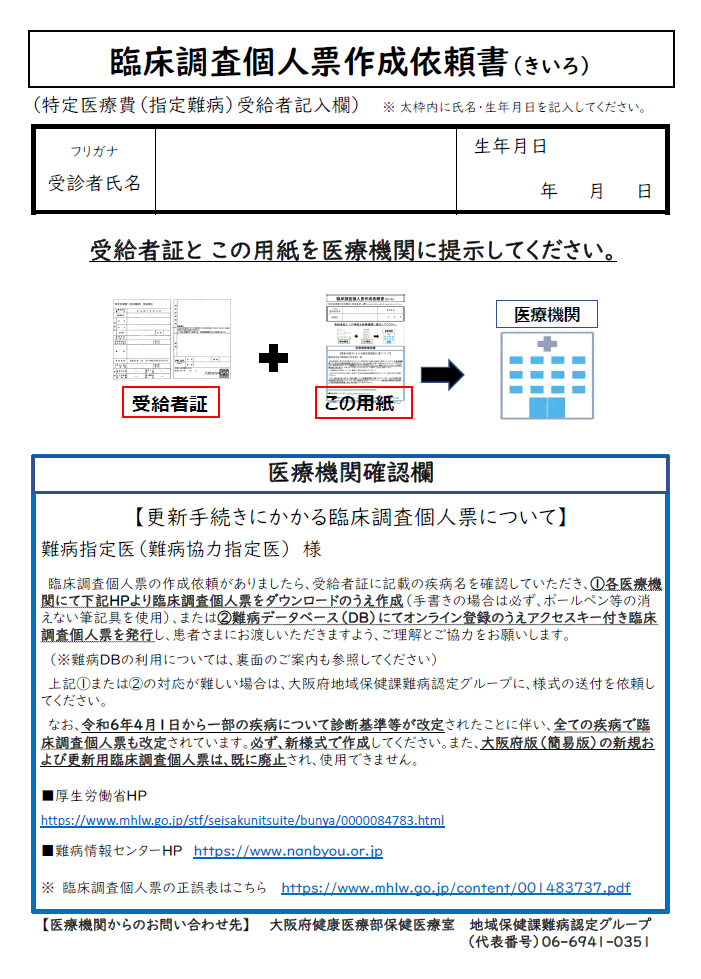 臨床調査個人票作成依頼書(きいろ)
(特定医療費(指定難病)受給者記入欄) ※ 太枠内に氏名・生年月日を記入してください。
フリガナ
受診者氏名
生年月日
年 月 日
受給者証と この用紙を医療機関に提示してください。
医療機関
受給者証
この用紙
医療機関確認欄
【更新手続きにかかる臨床調査個人票について】
難病指定医(難病協力指定医) 様
臨床調査個人票の作成依頼がありましたら、受給者証に記載の疾病名を確認していただき、①各医療機
関にて下記HPより臨床調査個人票をダウンロードのうえ作成(手書きの場合は必ず、ボールペン等の消
えない筆記具を使用)、または②難病データベース(DB)にてオンライン登録のうえアクセスキー付き臨床
調査個人票を発行し、患者さまにお渡しいただきますよう、ご理解とご協力をお願いします。
(※難病DBの利用については、裏面のご案内も参照してください)
上記①または②の対応が難しい場合は、大阪府地域保健課難病認定グループに、様式の送付を依頼し
てください。
なお、令和6年4月1日から一部の疾病について診断基準等が改定されたことに伴い、全ての疾病で臨
床調査個人票も改定されています。必ず、新様式で作成してください。また、大阪府版(簡易版)の新規お
よび更新用臨床調査個人票は、既に廃止され、使用できません。
■厚生労働省HP
https://www.mhlw.go.jp/stf/seisakunitsuite/bunya/0000084783.html
■難病情報センターHP https://www.nanbyou.or.jp
※ 臨床調査個人票の正誤表はこちら https://www.mhlw.go.jp/content/001483737.pdf
【医療機関からのお問い合わせ先】 大阪府健康医療部保健医療室 地域保健課難病認定グループ
(代表番号)06-6941-0351